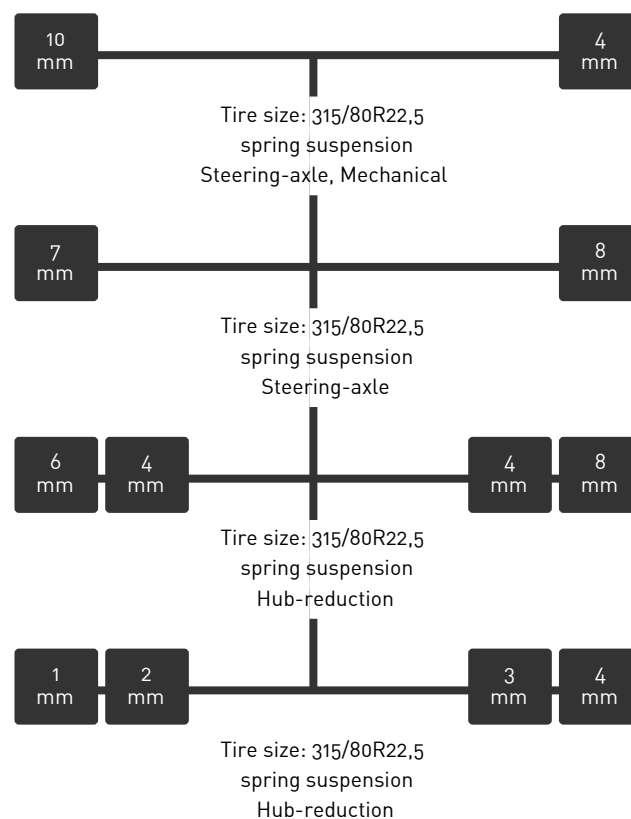 10
mm
4
mm
Tire size: 315/80R22,5
spring suspension
Steering-axle, Mechanical
7
mm
8
mm
Tire size: 315/80R22,5
spring suspension
Steering-axle
6
mm
4
mm
4
mm
8
mm
Tire size: 315/80R22,5
spring suspension
Hub-reduction
1
mm
2
mm
3
mm
4
mm
Tire size: 315/80R22,5
spring suspension
Hub-reduction